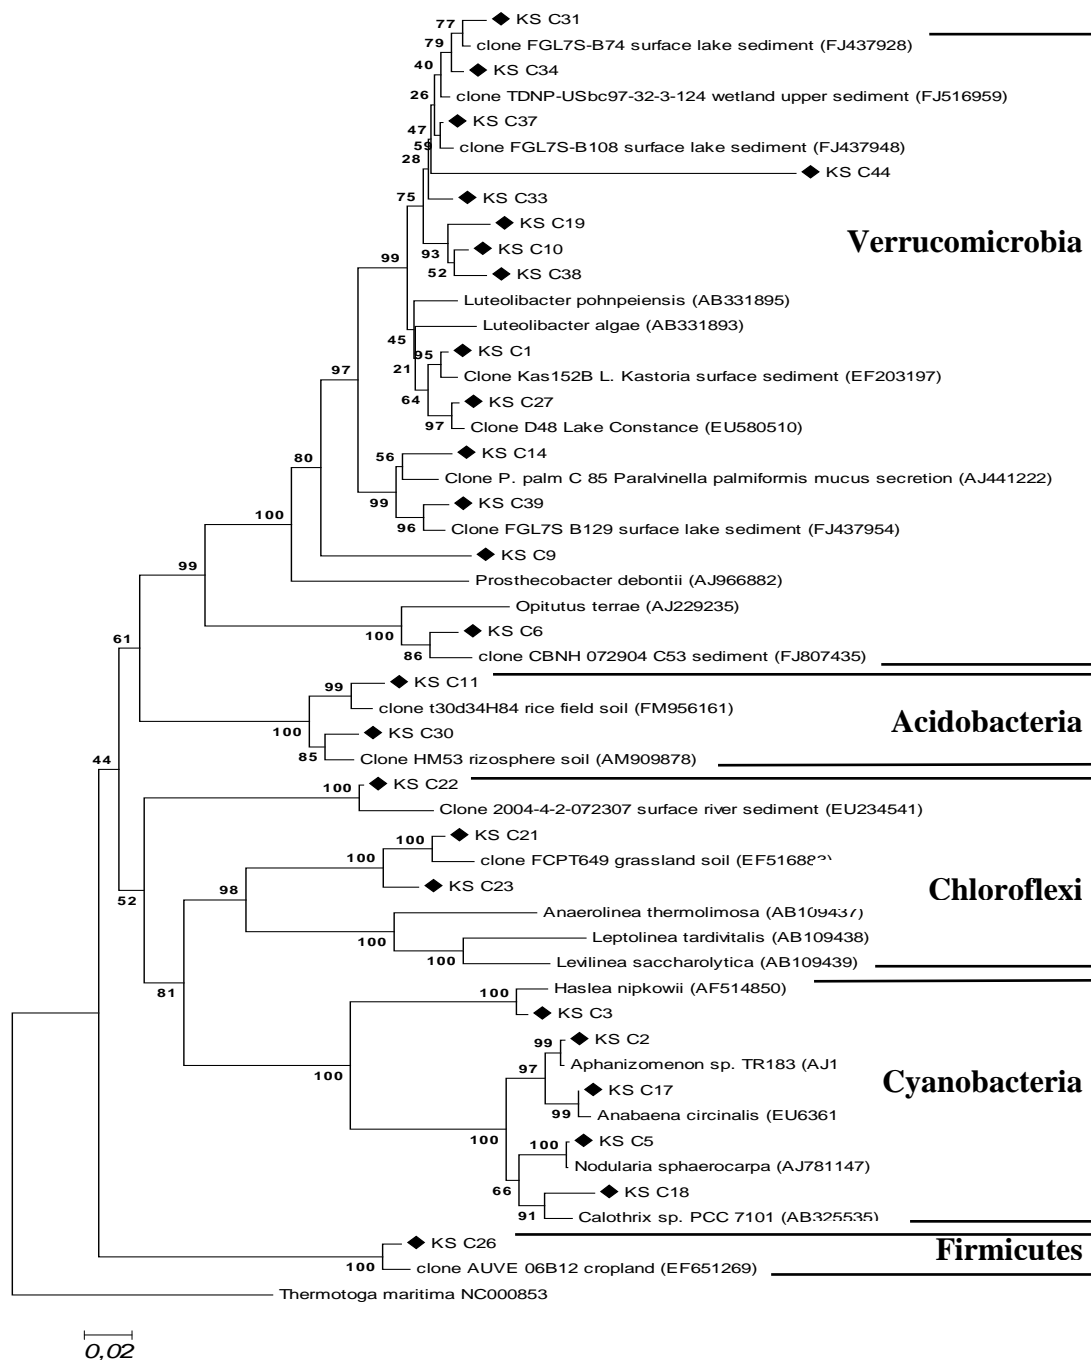 77
KS C31
79
clone FGL7S-B74 surface lake sediment (FJ437928)
40
KS C34
26
clone TDNP-USbc97-32-3-124 wetland upper sediment (FJ516959)
47
KS C37
59
clone FGL7S-B108 surface lake sediment (FJ437948)
28
KS C44
75
KS C33
KS C19
Verrucomicrobia
93
KS C10
99
52
KS C38
Luteolibacter pohnpeiensis (AB331895)
Luteolibacter algae (AB331893)
45
95
KS C1
21
Clone Kas152B L. Kastoria surface sediment (EF203197)
97
64
KS C27
97
Clone D48 Lake Constance (EU580510)
56
KS C14
80
Clone P. palm C 85 Paralvinella palmiformis mucus secretion (AJ441222)
99
KS C39
100
96
Clone FGL7S B129 surface lake sediment (FJ437954)
KS C9
99
Prosthecobacter debontii (AJ966882)
Opitutus terrae (AJ229235)
61
100
KS C6
86
clone CBNH 072904 C53 sediment (FJ807435)
99
KS C11
clone t30d34H84 rice field soil (FM956161)
Acidobacteria
100
KS C30
44
85
Clone HM53 rizosphere soil (AM909878)
100
KS C22
Clone 2004-4-2-072307 surface river sediment (EU234541)
100
KS C21
100
clone FCPT649 grassland soil (EF516882)
98
KS C23
Chloroflexi
52
Anaerolinea thermolimosa (AB109437)
100
Leptolinea tardivitalis (AB109438)
100
Levilinea saccharolytica (AB109439)
81
100
Haslea nipkowii (AF514850)
KS C3
99
KS C2
100
97
Aphanizomenon sp. TR183 (AJ1
Cyanobacteria
KS C17
99
Anabaena circinalis (EU6361
100
100
KS C5
Nodularia sphaerocarpa (AJ781147)
66
KS C18
91
Calothrix sp. PCC 7101 (AB325535)
KS C26
Firmicutes
100
clone AUVE 06B12 cropland (EF651269)
Thermotoga maritima NC000853
0,02